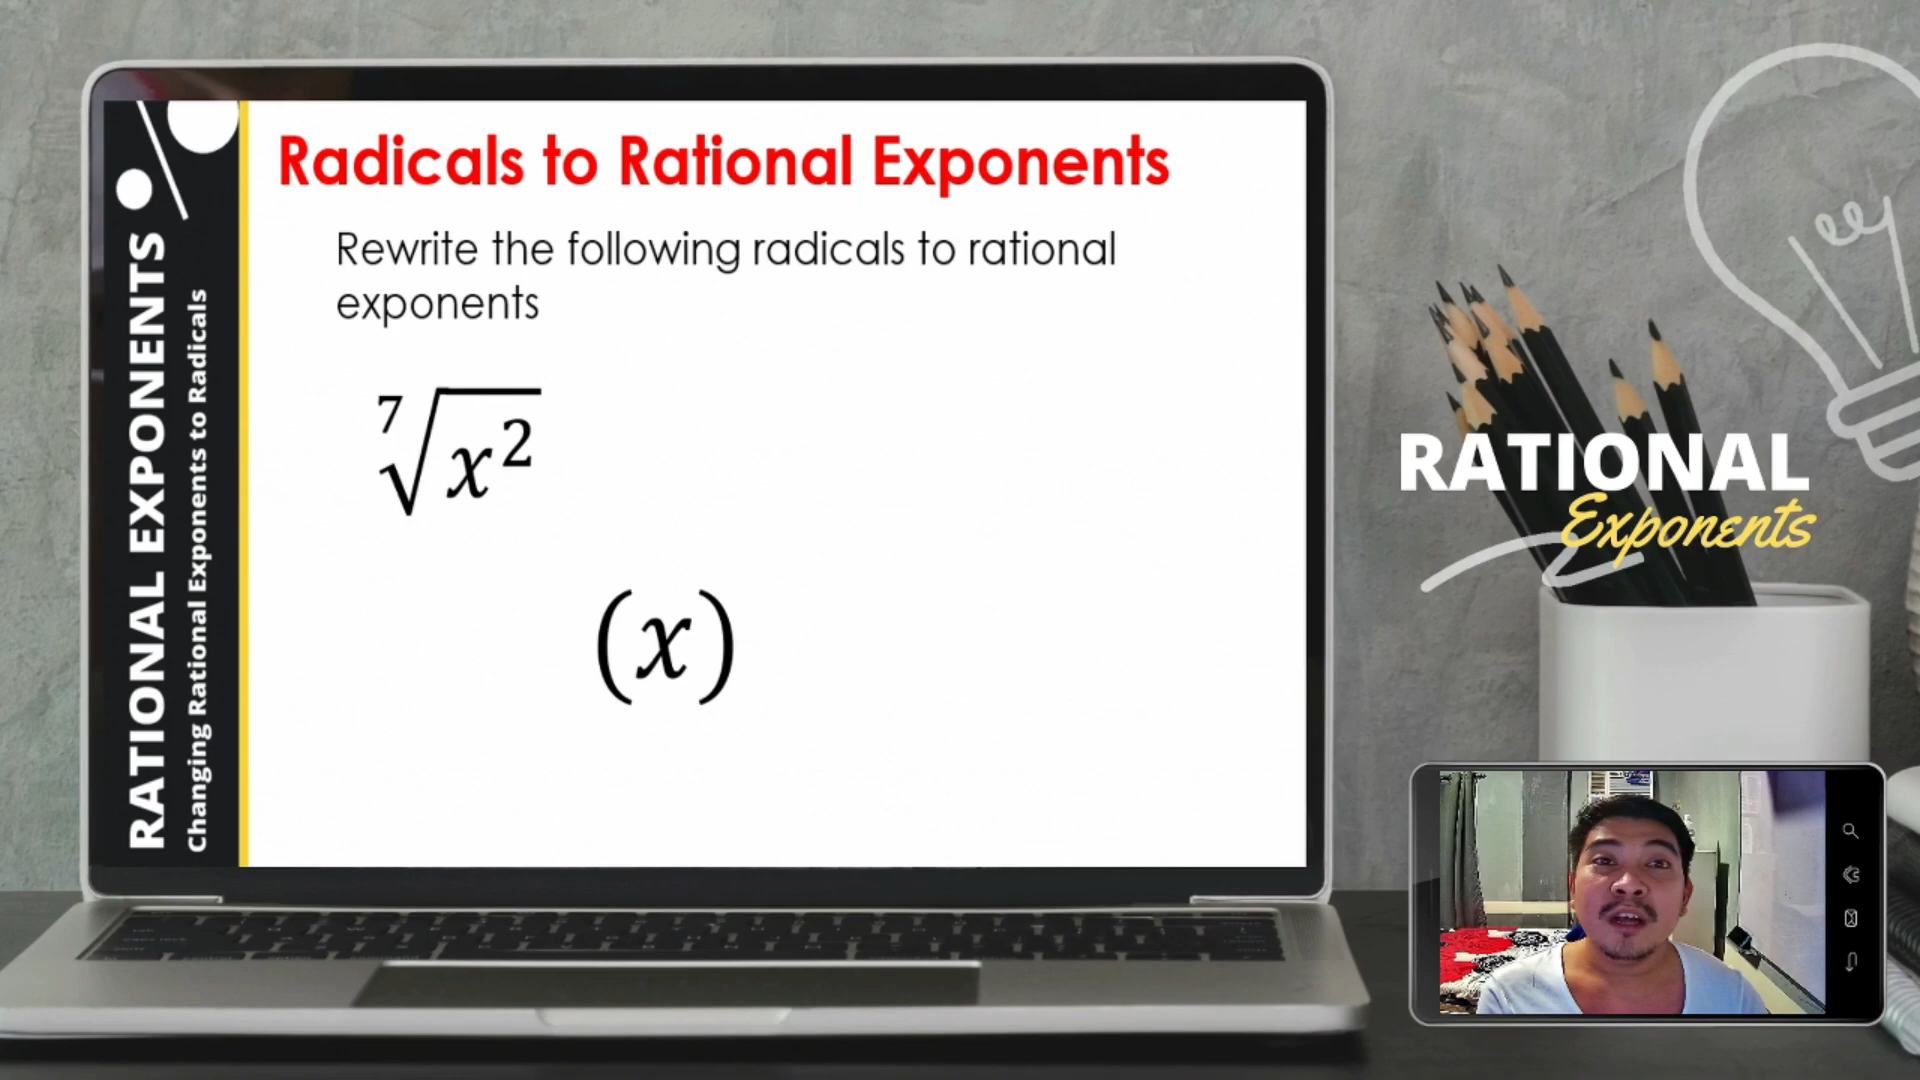 RATIONAL EXPONENTS
Changing Rational Exponents to Radicals
Radicals to Rational Exponents
Rewrite the following radicals to rational
exponents
⁷√x²
(x)
RATIONAL
Exponents